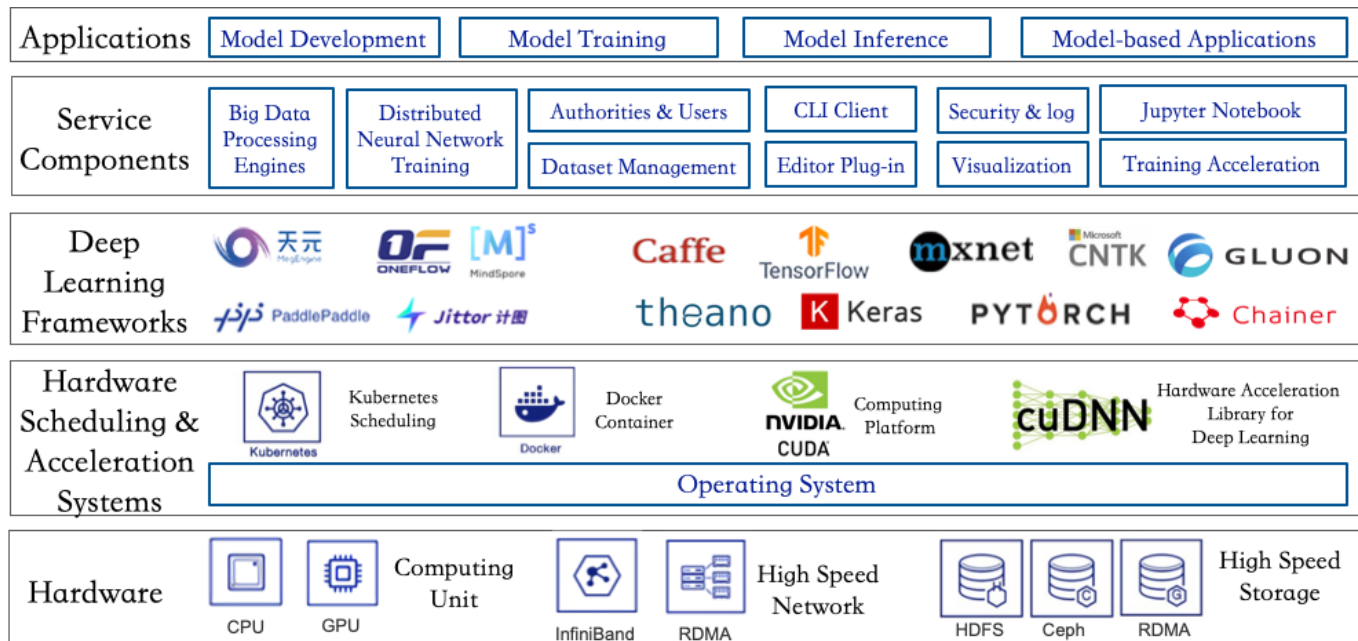 Applications
Model Development
Model Training
Model Inference
Model-based Applications
Service
Components
Big Data
Processing
Engines
Distributed
Neural Network
Training
Authorities & Users
Dataset Management
CLI Client
Editor Plug-in
Security & log
Visualization
Jupyter Notebook
Training Acceleration
Deep
Learning
Frameworks
天元
MegEngine
OF
ONEFLOW
[M]s
MindSpore
Caffe
TensorFlow
mxnet
Microsoft
CNTK
GLUON
PaddlePaddle
Jittor 计图
theano
K Keras
PYTORCH
Chainer
Hardware
Scheduling &
Acceleration
Systems
Kubernetes
Kubernetes
Scheduling
Docker
Docker
Container
NVIDIA.
CUDA
Computing
Platform
cuDNN
Hardware Acceleration
Library for
Deep Learning
Operating System
Hardware
CPU
GPU
Computing
Unit
InfiniBand
RDMA
High Speed
Network
HDFS
C
Ceph
G
RDMA
High Speed
Storage